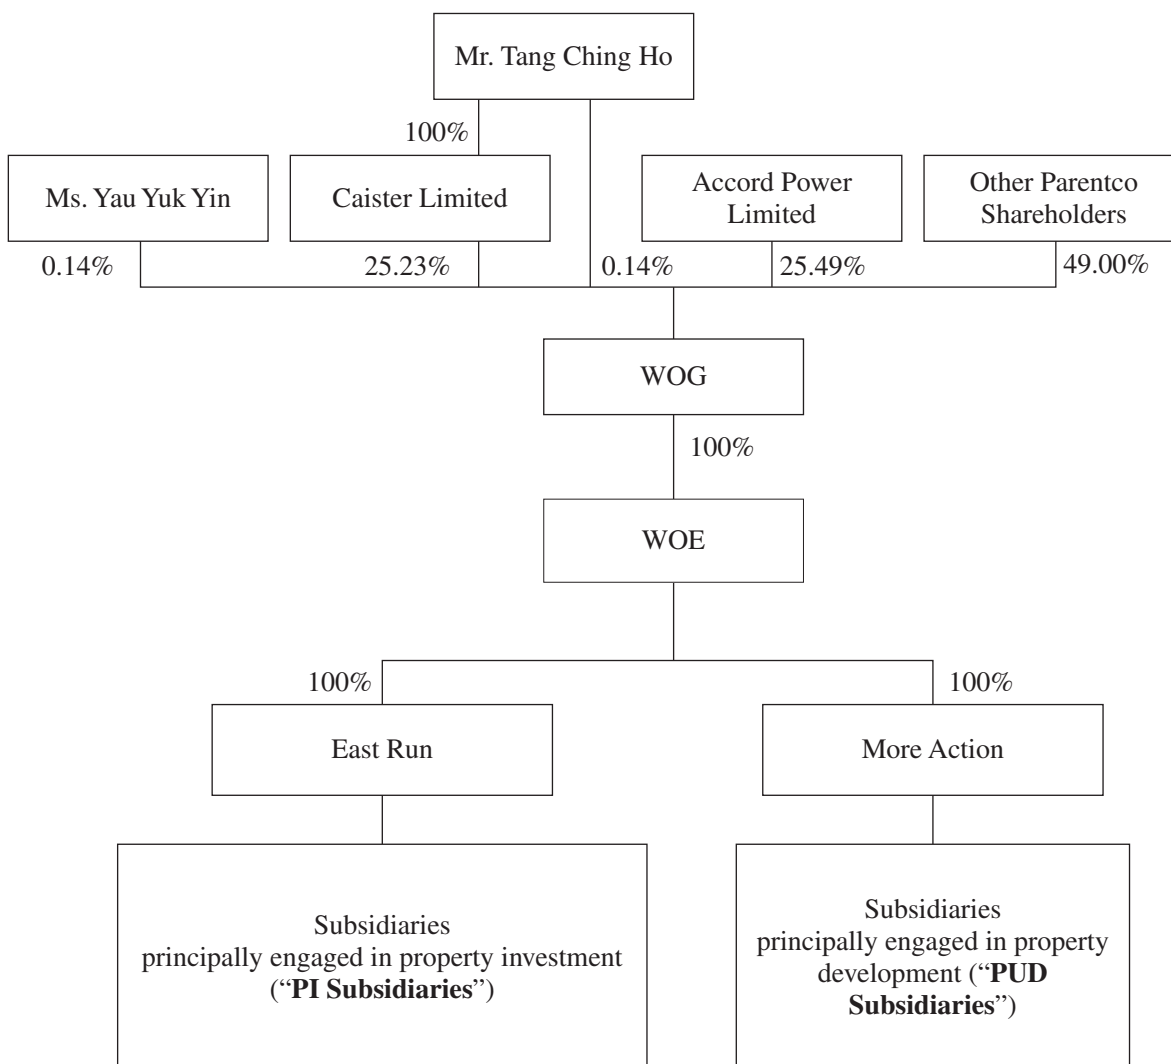 Mr. Tang Ching Ho
100%
Ms. Yau Yuk Yin
Caister Limited
Accord Power
Limited
Other Parentco
Shareholders
0.14%
25.23%
0.14%
25.49%
49.00%
WOG
100%
WOE
100%
100%
East Run
More Action
Subsidiaries
principally engaged in property investment
(“PI Subsidiaries”)
Subsidiaries
principally engaged in property
development (“PUD
Subsidiaries”)